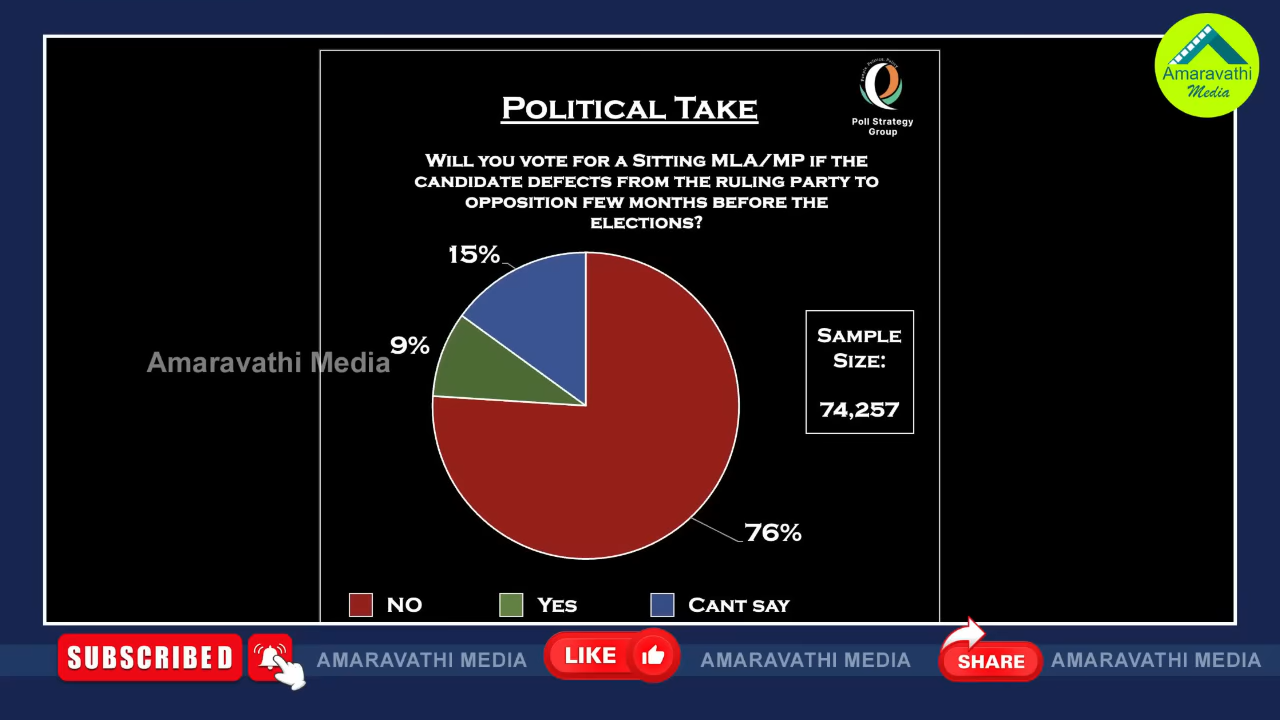 Amaravathi
Media
Poll Strategy
Group
POLITICAL TAKE
WILL YOU VOTE FOR A SITTING MLA/MP IF THE
CANDIDATE DEFECTS FROM THE RULING PARTY TO
OPPOSITION FEW MONTHS BEFORE THE
ELECTIONS?
15%
9%
Amaravathi Media
SAMPLE
SIZE:
74,257
76%
NO
YES
CANT SAY
SUBSCRIBED
AMARAVATHI MEDIA
LIKE
AMARAVATHI MEDIA
SHARE
AMARAVATHI MEDIA